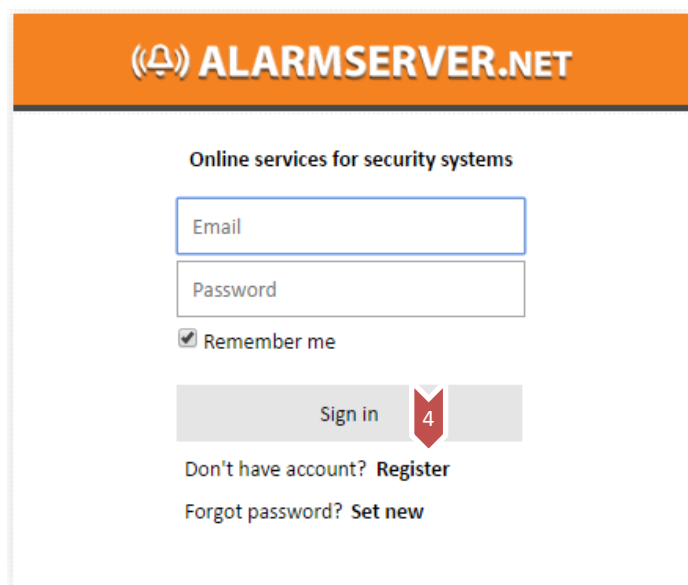 ALARMSERVER.NET
Online services for security systems
Email
Password
Remember me
Sign in
4
Don't have account? Register
Forgot password? Set new